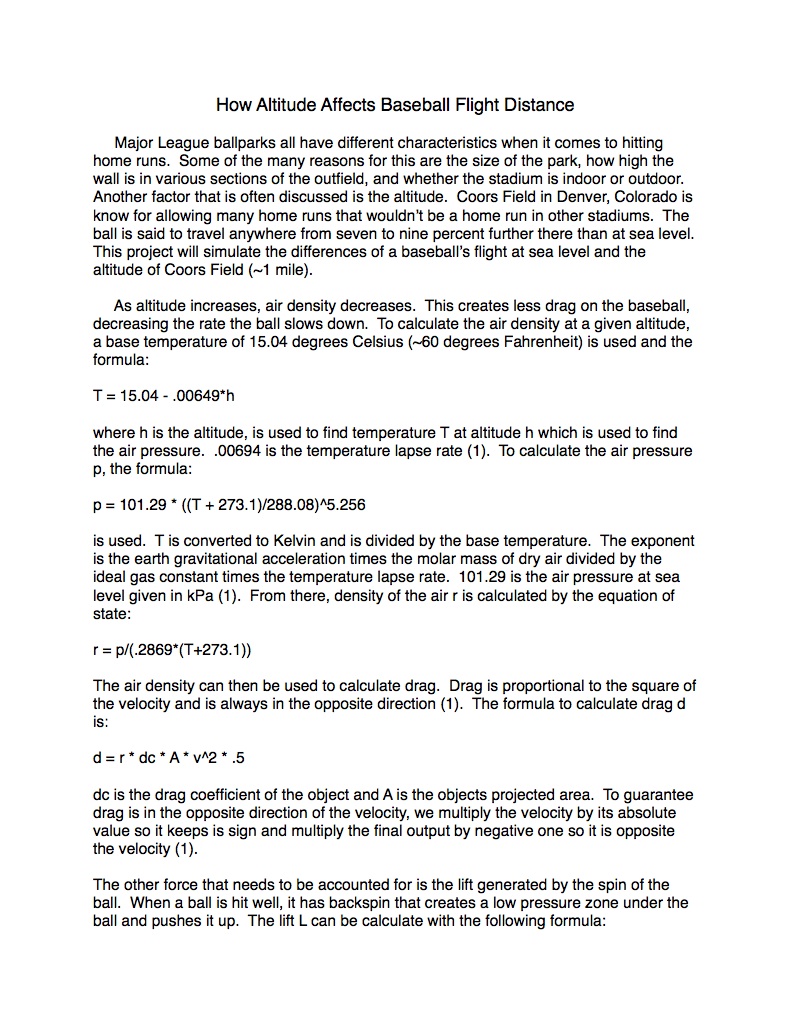 How Altitude Affects Baseball Flight Distance
Major League ballparks all have different characteristics when it comes to hitting
home runs.  Some of the many reasons for this are the size of the park, how high the
wall is in various sections of the outfield, and whether the stadium is indoor or outdoor.
Another factor that is often discussed is the altitude.  Coors Field in Denver, Colorado is
know for allowing many home runs that wouldn't be a home run in other stadiums.  The
ball is said to travel anywhere from seven to nine percent further there than at sea level.
This project will simulate the differences of a baseball's flight at sea level and the
altitude of Coors Field (~1 mile).
As altitude increases, air density decreases.  This creates less drag on the baseball,
decreasing the rate the ball slows down.  To calculate the air density at a given altitude,
a base temperature of 15.04 degrees Celsius (~60 degrees Fahrenheit) is used and the
formula:
T = 15.04 - .00649*h
where h is the altitude, is used to find temperature T at altitude h which is used to find
the air pressure.  .00694 is the temperature lapse rate (1).  To calculate the air pressure
p, the formula:
p = 101.29 * ((T + 273.1)/288.08)^5.256
is used.  T is converted to Kelvin and is divided by the base temperature.  The exponent
is the earth gravitational acceleration times the molar mass of dry air divided by the
ideal gas constant times the temperature lapse rate.  101.29 is the air pressure at sea
level given in kPa (1).  From there, density of the air r is calculated by the equation of
state:
r = p/(.2869*(T+273.1))
The air density can then be used to calculate drag.  Drag is proportional to the square of
the velocity and is always in the opposite direction (1).  The formula to calculate drag d
is:
d = r * dc * A * v^2 * .5
dc is the drag coefficient of the object and A is the objects projected area.  To guarantee
drag is in the opposite direction of the velocity, we multiply the velocity by its absolute
value so it keeps is sign and multiply the final output by negative one so it is opposite
the velocity (1).
The other force that needs to be accounted for is the lift generated by the spin of the
ball.  When a ball is hit well, it has backspin that creates a low pressure zone under the
ball and pushes it up.  The lift L can be calculate with the following formula: